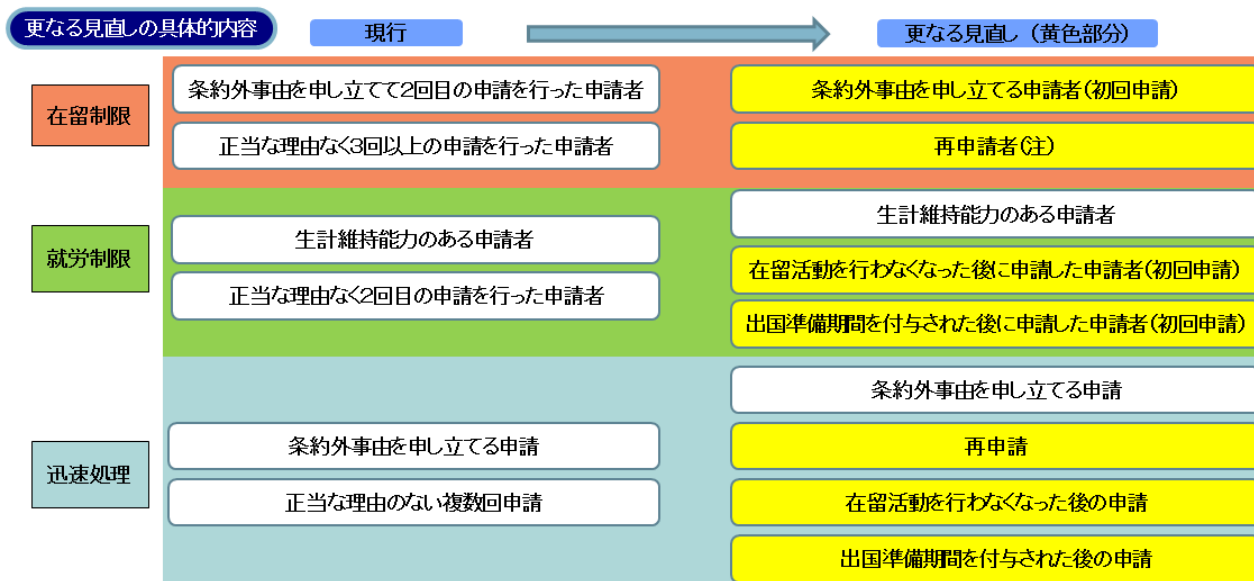 更なる見直しの具体的内容
現行
更なる見直し（黄色部分）
在留制限
条約外事由を申し立てて2回目の申請を行った申請者
正当な理由なく3回以上の申請を行った申請者
条約外事由を申し立てる申請者(初回申請)
再申請者(注)
就労制限
生計維持能力のある申請者
正当な理由なく2回目の申請を行った申請者
生計維持能力のある申請者
在留活動を行わなくなった後に申請した申請者(初回申請)
出国準備期間を付与された後に申請した申請者(初回申請)
迅速処理
条約外事由を申し立てる申請
正当な理由のない複数回申請
条約外事由を申し立てる申請
再申請
在留活動を行わなくなった後の申請
出国準備期間を付与された後の申請